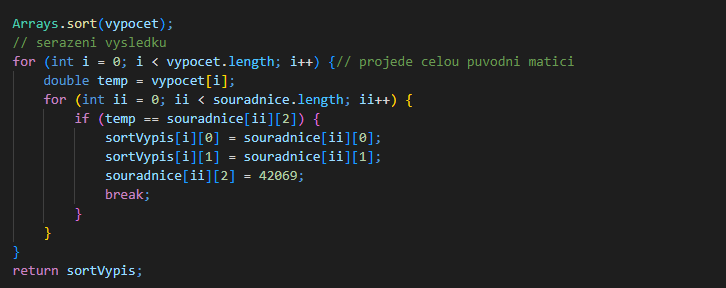 Arrays.sort(vypocet);
// serazeni vysledku
for (int i = 0; i < vypocet.length; i++) {// projede celou puvodni matici
    double temp = vypocet[i];
    for (int ii = 0; ii < souradnice.length; ii++) {
        if (temp == souradnice[ii][2]) {
            sortVypis[i][0] = souradnice[ii][0];
            sortVypis[i][1] = souradnice[ii][1];
            souradnice[ii][2] = 42069;
            break;
        }
    }
}
return sortVypis;